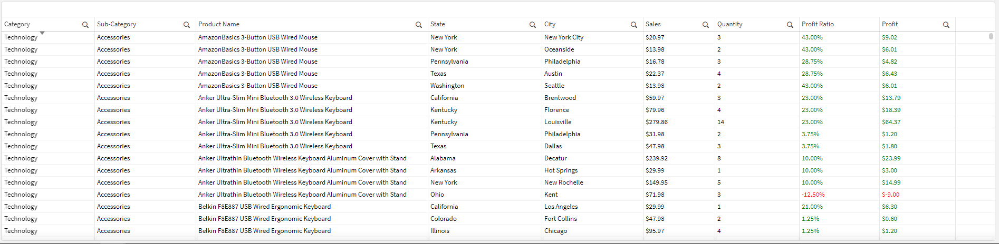 Category Sub-Category Product Name State City Sales Quantity Profit Ratio Profit
Technology Accessories AmazonBasics 3-Button USB Wired Mouse New York New York City $20.97 3 43.00% $9.02
Technology Accessories AmazonBasics 3-Button USB Wired Mouse New York Oceanside $13.98 2 43.00% $6.01
Technology Accessories AmazonBasics 3-Button USB Wired Mouse Pennsylvania Philadelphia $16.78 3 28.75% $4.82
Technology Accessories AmazonBasics 3-Button USB Wired Mouse Texas Austin $22.37 4 28.75% $6.43
Technology Accessories AmazonBasics 3-Button USB Wired Mouse Washington Seattle $13.98 2 43.00% $6.01
Technology Accessories Anker Ultra-Slim Mini Bluetooth 3.0 Wireless Keyboard California Brentwood $59.97 3 23.00% $13.79
Technology Accessories Anker Ultra-Slim Mini Bluetooth 3.0 Wireless Keyboard Kentucky Florence $79.96 4 23.00% $18.39
Technology Accessories Anker Ultra-Slim Mini Bluetooth 3.0 Wireless Keyboard Kentucky Louisville $279.86 14 23.00% $64.37
Technology Accessories Anker Ultra-Slim Mini Bluetooth 3.0 Wireless Keyboard Pennsylvania Philadelphia $31.98 2 3.75% $1.20
Technology Accessories Anker Ultra-Slim Mini Bluetooth 3.0 Wireless Keyboard Texas Dallas $47.98 3 3.75% $1.80
Technology Accessories Anker Ultrathin Bluetooth Wireless Keyboard Aluminum Cover with Stand Alabama Decatur $239.92 8 10.00% $23.99
Technology Accessories Anker Ultrathin Bluetooth Wireless Keyboard Aluminum Cover with Stand Arkansas Hot Springs $29.99 1 10.00% $3.00
Technology Accessories Anker Ultrathin Bluetooth Wireless Keyboard Aluminum Cover with Stand New York New Rochelle $149.95 5 10.00% $14.99
Technology Accessories Anker Ultrathin Bluetooth Wireless Keyboard Aluminum Cover with Stand Ohio Kent $71.98 3 -12.50% $-9.00
Technology Accessories Belkin F8E887 USB Wired Ergonomic Keyboard California Los Angeles $29.99 1 21.00% $6.30
Technology Accessories Belkin F8E887 USB Wired Ergonomic Keyboard Colorado Fort Collins $47.98 2 1.25% $0.60
Technology Accessories Belkin F8E887 USB Wired Ergonomic Keyboard Illinois Chicago $95.97 4 1.25% $1.20